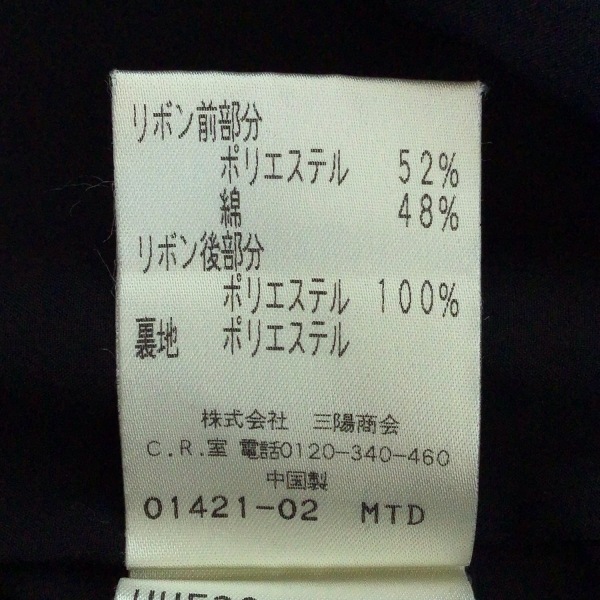 リボン前部分
ポリエステル 52%
綿 48%
リボン後部分
ポリエステル 100%
裏地 ポリエステル
株式会社 三陽商会
C.R.室 電話0120-340-460
中国製
01421-02 MTD